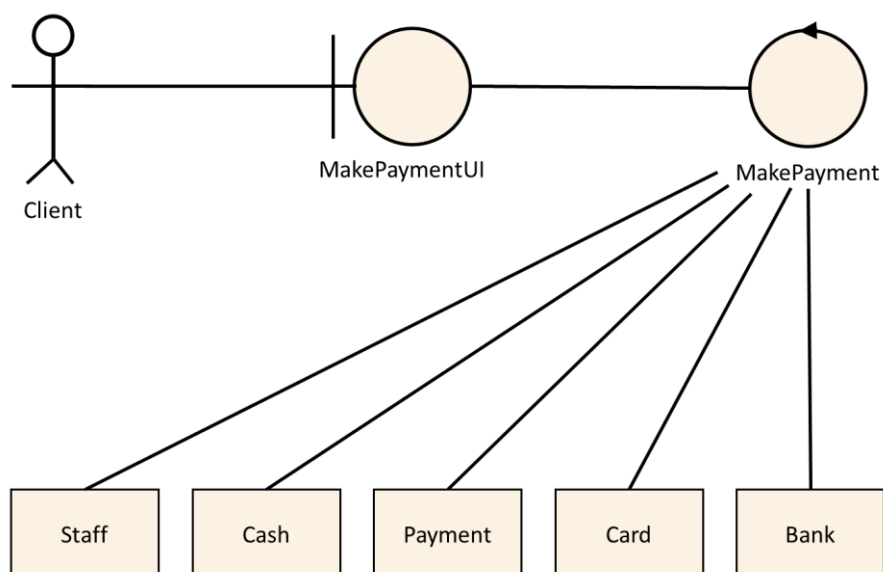 MakePaymentUI
MakePayment
Client
Staff
Cash
Payment
Card
Bank